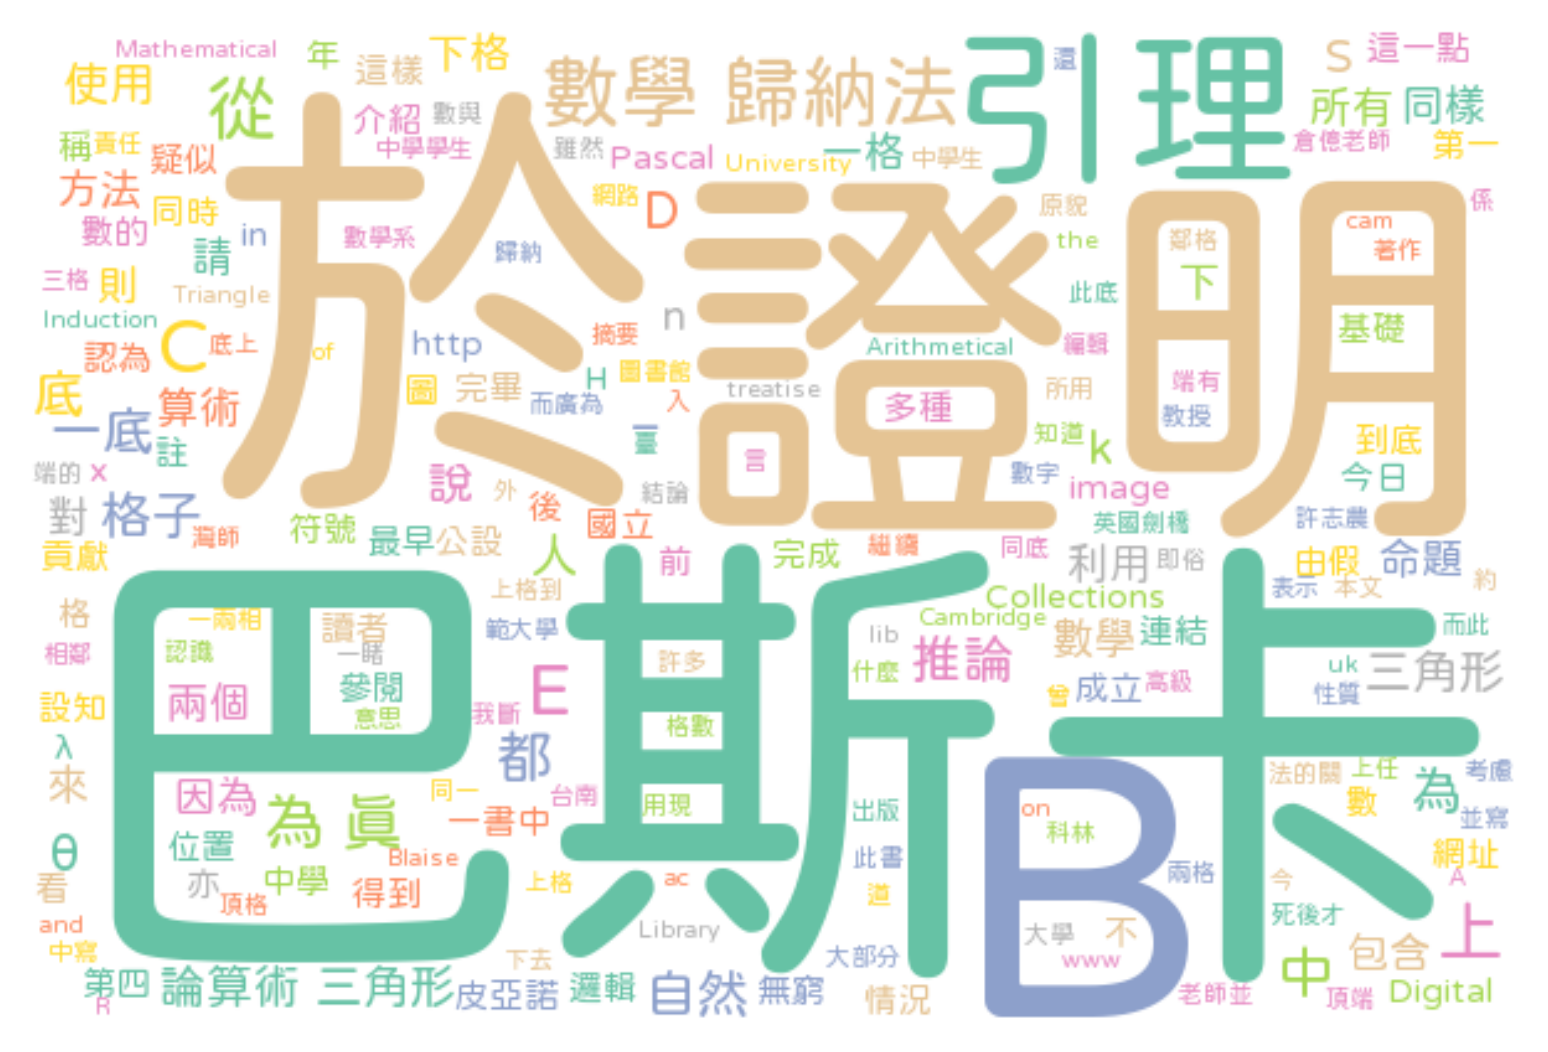 Mathematical 年 這樣 下格 數學 歸納法 引理 還 S 這一點
使用 從 介紹 數與 所有 同樣
稱 責任 疑似 中學學生 雖然 Pascal University 一格 中學生 倉億老師 第一
方法 同時 於 證明 網路 D 原貌 係
數的 請 in 數學系 歸納 the 鄰格 cam 著作
三格 則 Triangle n 此底 下
Induction C 底上 of http 摘要 Arithmetical 編輯 基礎
認為 圖 完畢 H 圖書館 treatise 所用 端有
底 算術 而廣為 入 多種 教授
一底 註 臺 言 知道 k 到底
端的 x 說 外 結論 數字 image 今日
對 格子 灣師 符號 最早 公設 後 國立 英國劍橋 許志農
貢獻 人 前 完成 繼續 同底 利用 即俗 由假 命題
巴斯卡 上格到 Collections 表示 本文 約
格 一兩相 讀者 範大學 lib Cambridge 數學 連結 而此
相鄰 認識 一睹 許多 什麼 推論 uk 三角形
設知 兩個 參閱 意思 我斷 E 格數 曾 成立 高級 性質
λ 都 B
來 因為 為 眞 同一 台南 用現 出版 法的關 上任 考慮
θ 位置 一書中 on 科林 數 為 並寫
看 亦 中學 Blaise 得到 上格 ac 此書 兩格 今 網址 A
and 頂格 道 死後才
中寫 Library 大學 不 上
第四 論算術 三角形 下去 邏輯 大部分 www 中 包含
R 皮亞諾 自然 無窮 情況 老師並 頂端 Digital